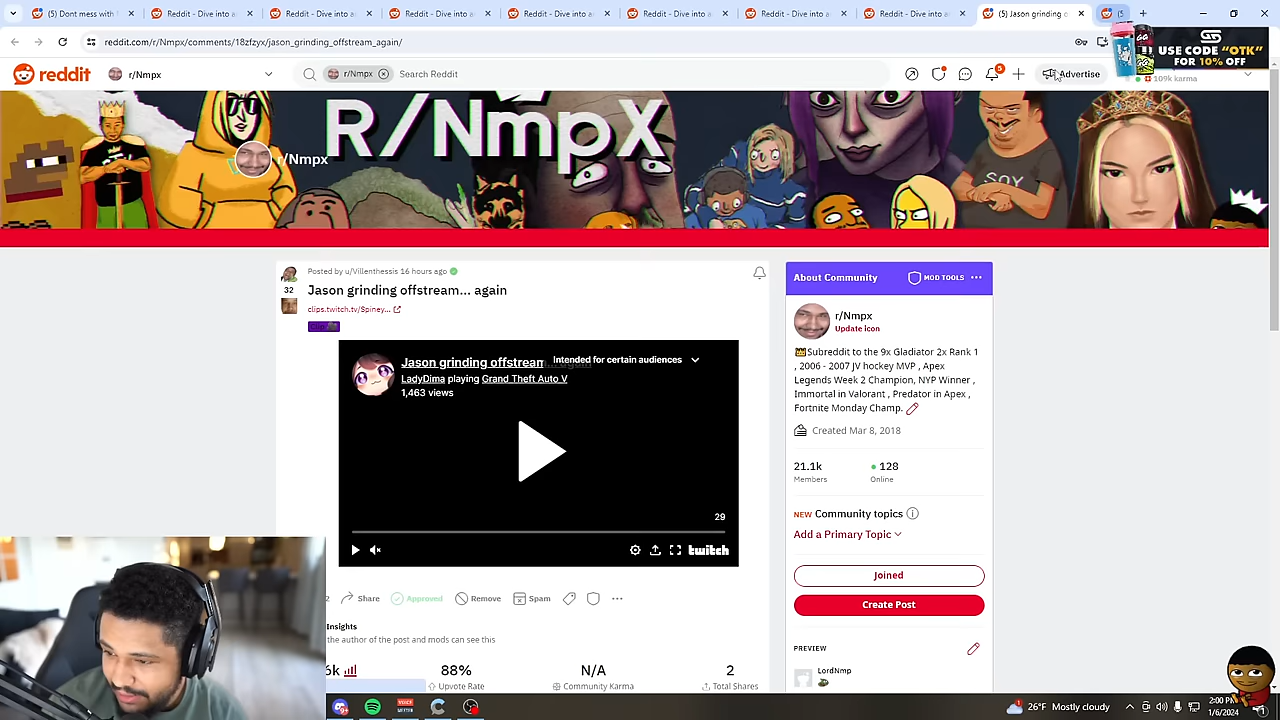 (5) Dont mess with
Reddit - Dive into a
Reddit - Dive into a
Reddit - Dive into a
Reddit - Dive into a
Reddit - Dive into a
Reddit - Dive into a
Reddit - Dive into a
(5) Jason grinding o
(5)
reddit.com/r/Nmpx/comments/18zfzyx/jason_grinding_offstream_again/
USE CODE "OTK"
FOR 10% OFF
reddit
r/Nmpx
r/Nmpx
Search Reddit
5
Advertise
109k karma
R/NmpX
r/Nmpx
SOY
Posted by u/Villenthessis 16 hours ago
32
Jason grinding offstream... again
clips.twitch.tv/Spiney...
Jason grinding offstream... again
Intended for certain audiences
LadyDima playing Grand Theft Auto V
1,463 views
29
twitch
Share
Approved
Remove
Spam
Insights
the author of the post and mods can see this
88%
Upvote Rate
N/A
Community Karma
2
Total Shares
About Community
MOD TOOLS
r/Nmpx
Update icon
Subreddit to the 9x Gladiator 2x Rank 1
, 2006 - 2007 JV hockey MVP , Apex
Legends Week 2 Champion, NYP Winner ,
Immortal in Valorant , Predator in Apex ,
Fortnite Monday Champ.
Created Mar 8, 2018
21.1k
Members
128
Online
NEW Community topics
Add a Primary Topic
Joined
Create Post
PREVIEW
LordNmp
26°F Mostly cloudy
2:00 PM
1/6/2024